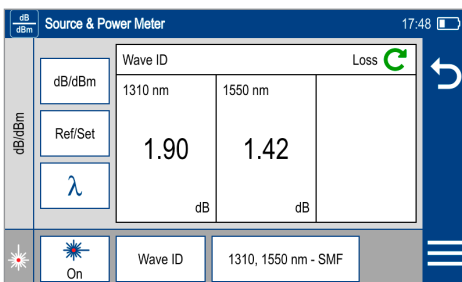 dB
dBm
Source & Power Meter
17:48
dB/dBm
dB/dBm
Ref/Set
λ
Wave ID
Loss
1310 nm
1550 nm
1.90
1.42
dB
dB
On
Wave ID
1310, 1550 nm - SMF